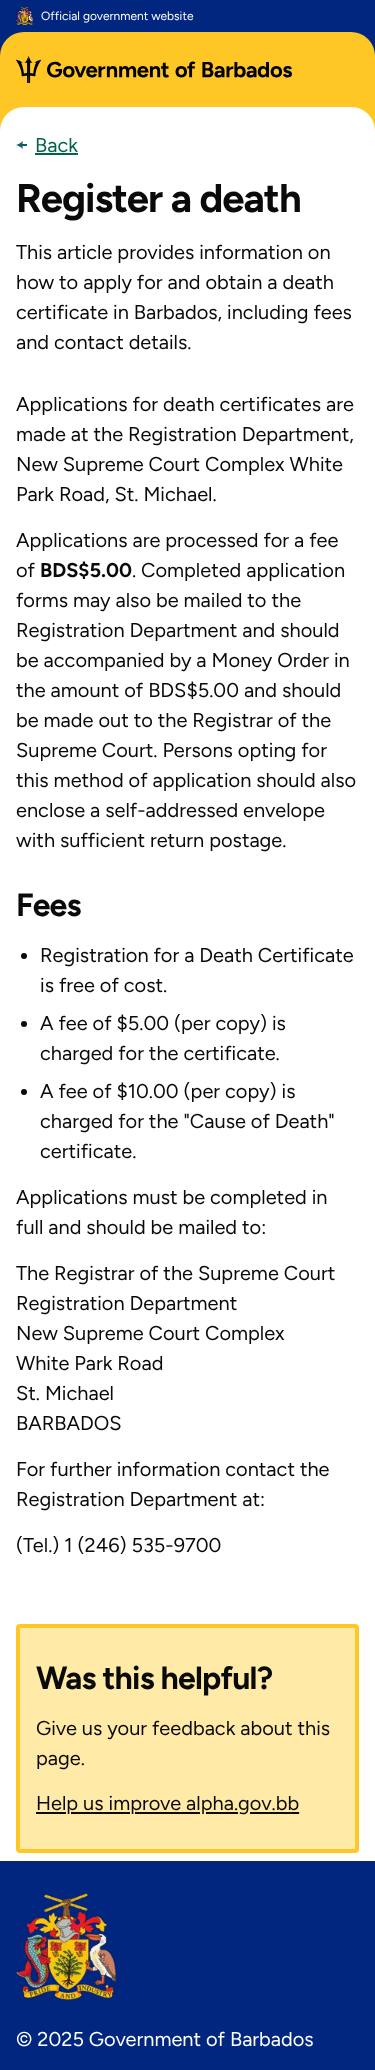 Official government website
Government of Barbados
Back
Register a death
This article provides information on
how to apply for and obtain a death
certificate in Barbados, including fees
and contact details.
Applications for death certificates are
made at the Registration Department,
New Supreme Court Complex White
Park Road, St. Michael.
Applications are processed for a fee
of BDS$5.00. Completed application
forms may also be mailed to the
Registration Department and should
be accompanied by a Money Order in
the amount of BDS$5.00 and should
be made out to the Registrar of the
Supreme Court. Persons opting for
this method of application should also
enclose a self-addressed envelope
with sufficient return postage.
Fees
• Registration for a Death Certificate
is free of cost.
• A fee of $5.00 (per copy) is
charged for the certificate.
• A fee of $10.00 (per copy) is
charged for the "Cause of Death"
certificate.
Applications must be completed in
full and should be mailed to:
The Registrar of the Supreme Court
Registration Department
New Supreme Court Complex
White Park Road
St. Michael
BARBADOS
For further information contact the
Registration Department at:
(Tel.) 1 (246) 535-9700
Was this helpful?
Give us your feedback about this
page.
Help us improve alpha.gov.bb
PRIDE AND INDUSTRY
© 2025 Government of Barbados